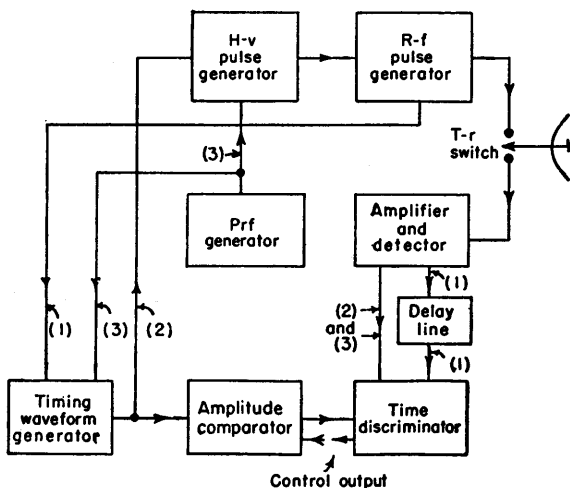 H-v
pulse
generator
R-f
pulse
generator
T-r
switch
(3)
Prf
generator
Amplifier
and
detector
(1)
(2)
and
(3)
Delay
line
(1)
(1)
(3)
(2)
Timing
waveform
generator
Amplitude
comparator
Time
discriminator
Control output